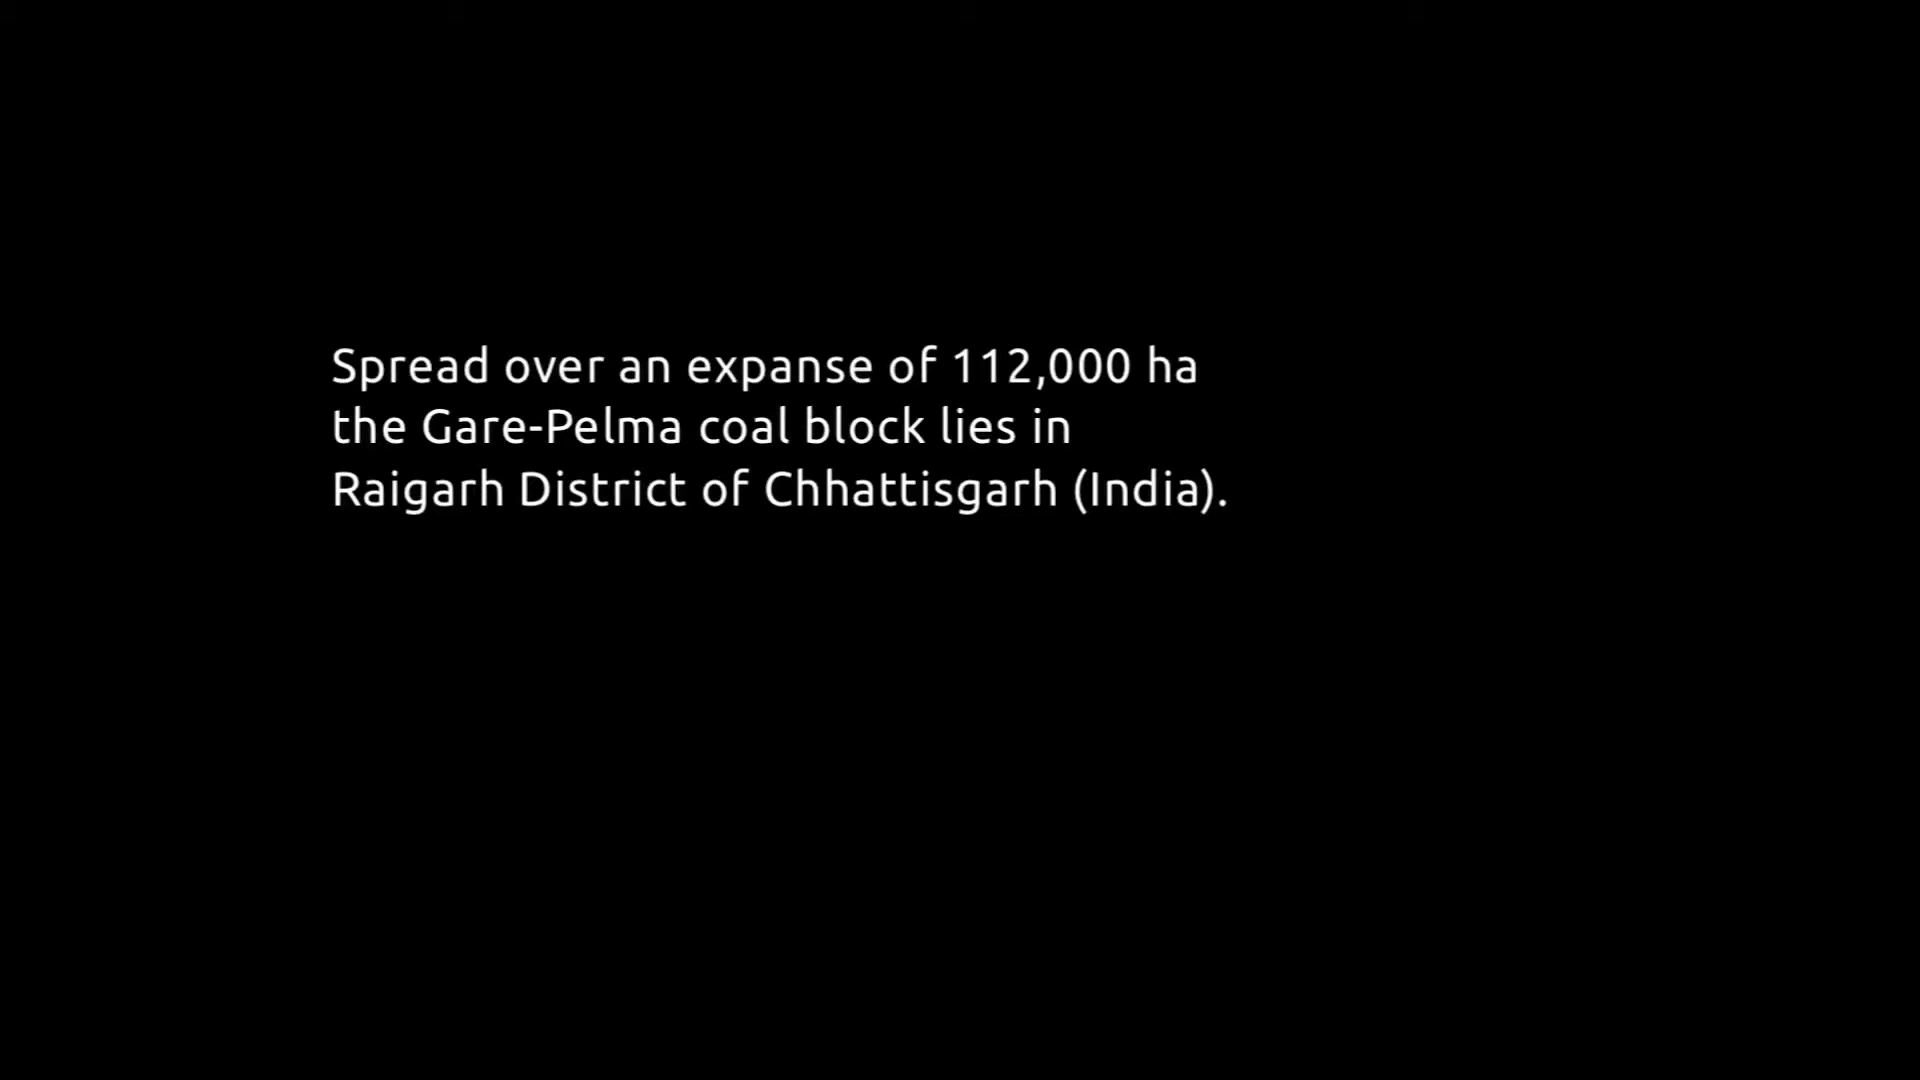 Spread over an expanse of 112,000 ha
the Gare-Pelma coal block lies in
Raigarh District of Chhattisgarh (India).